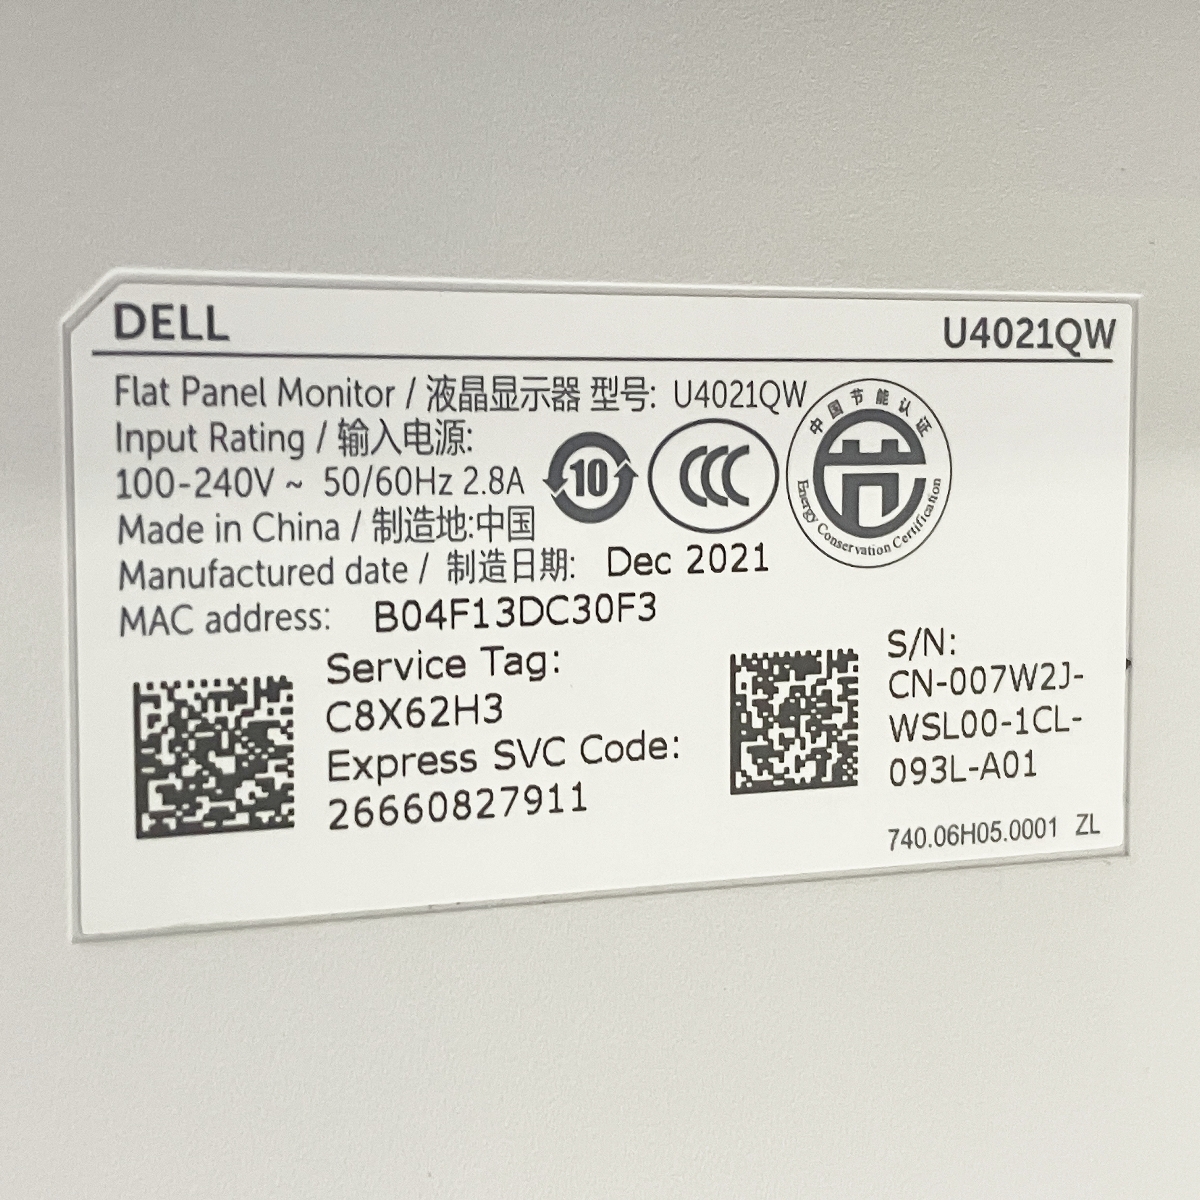 DELL
U4021QW
Flat Panel Monitor / 液晶显示器 型号: U4021QW
Input Rating / 输入电源:
100-240V ~ 50/60Hz 2.8A
10
CCC
中国节能认证
Energy Conservation Certification
Made in China / 制造地:中国
Manufactured date / 制造日期: Dec 2021
MAC address: B04F13DC30F3
Service Tag:
C8X62H3
Express SVC Code:
26660827911
S/N:
CN-007W2J-
WSL00-1CL-
093L-A01
740.06H05.0001 ZL